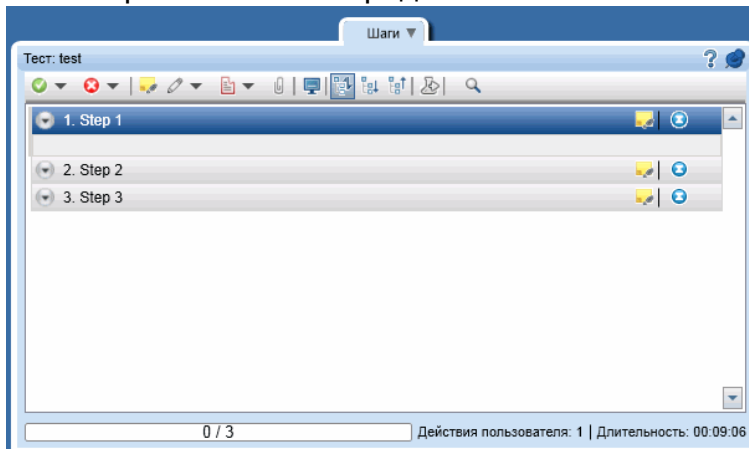 Шаги
Тест: test
1. Step 1
2. Step 2
3. Step 3
0 / 3
Действия пользователя: 1 | Длительность: 00:09:06